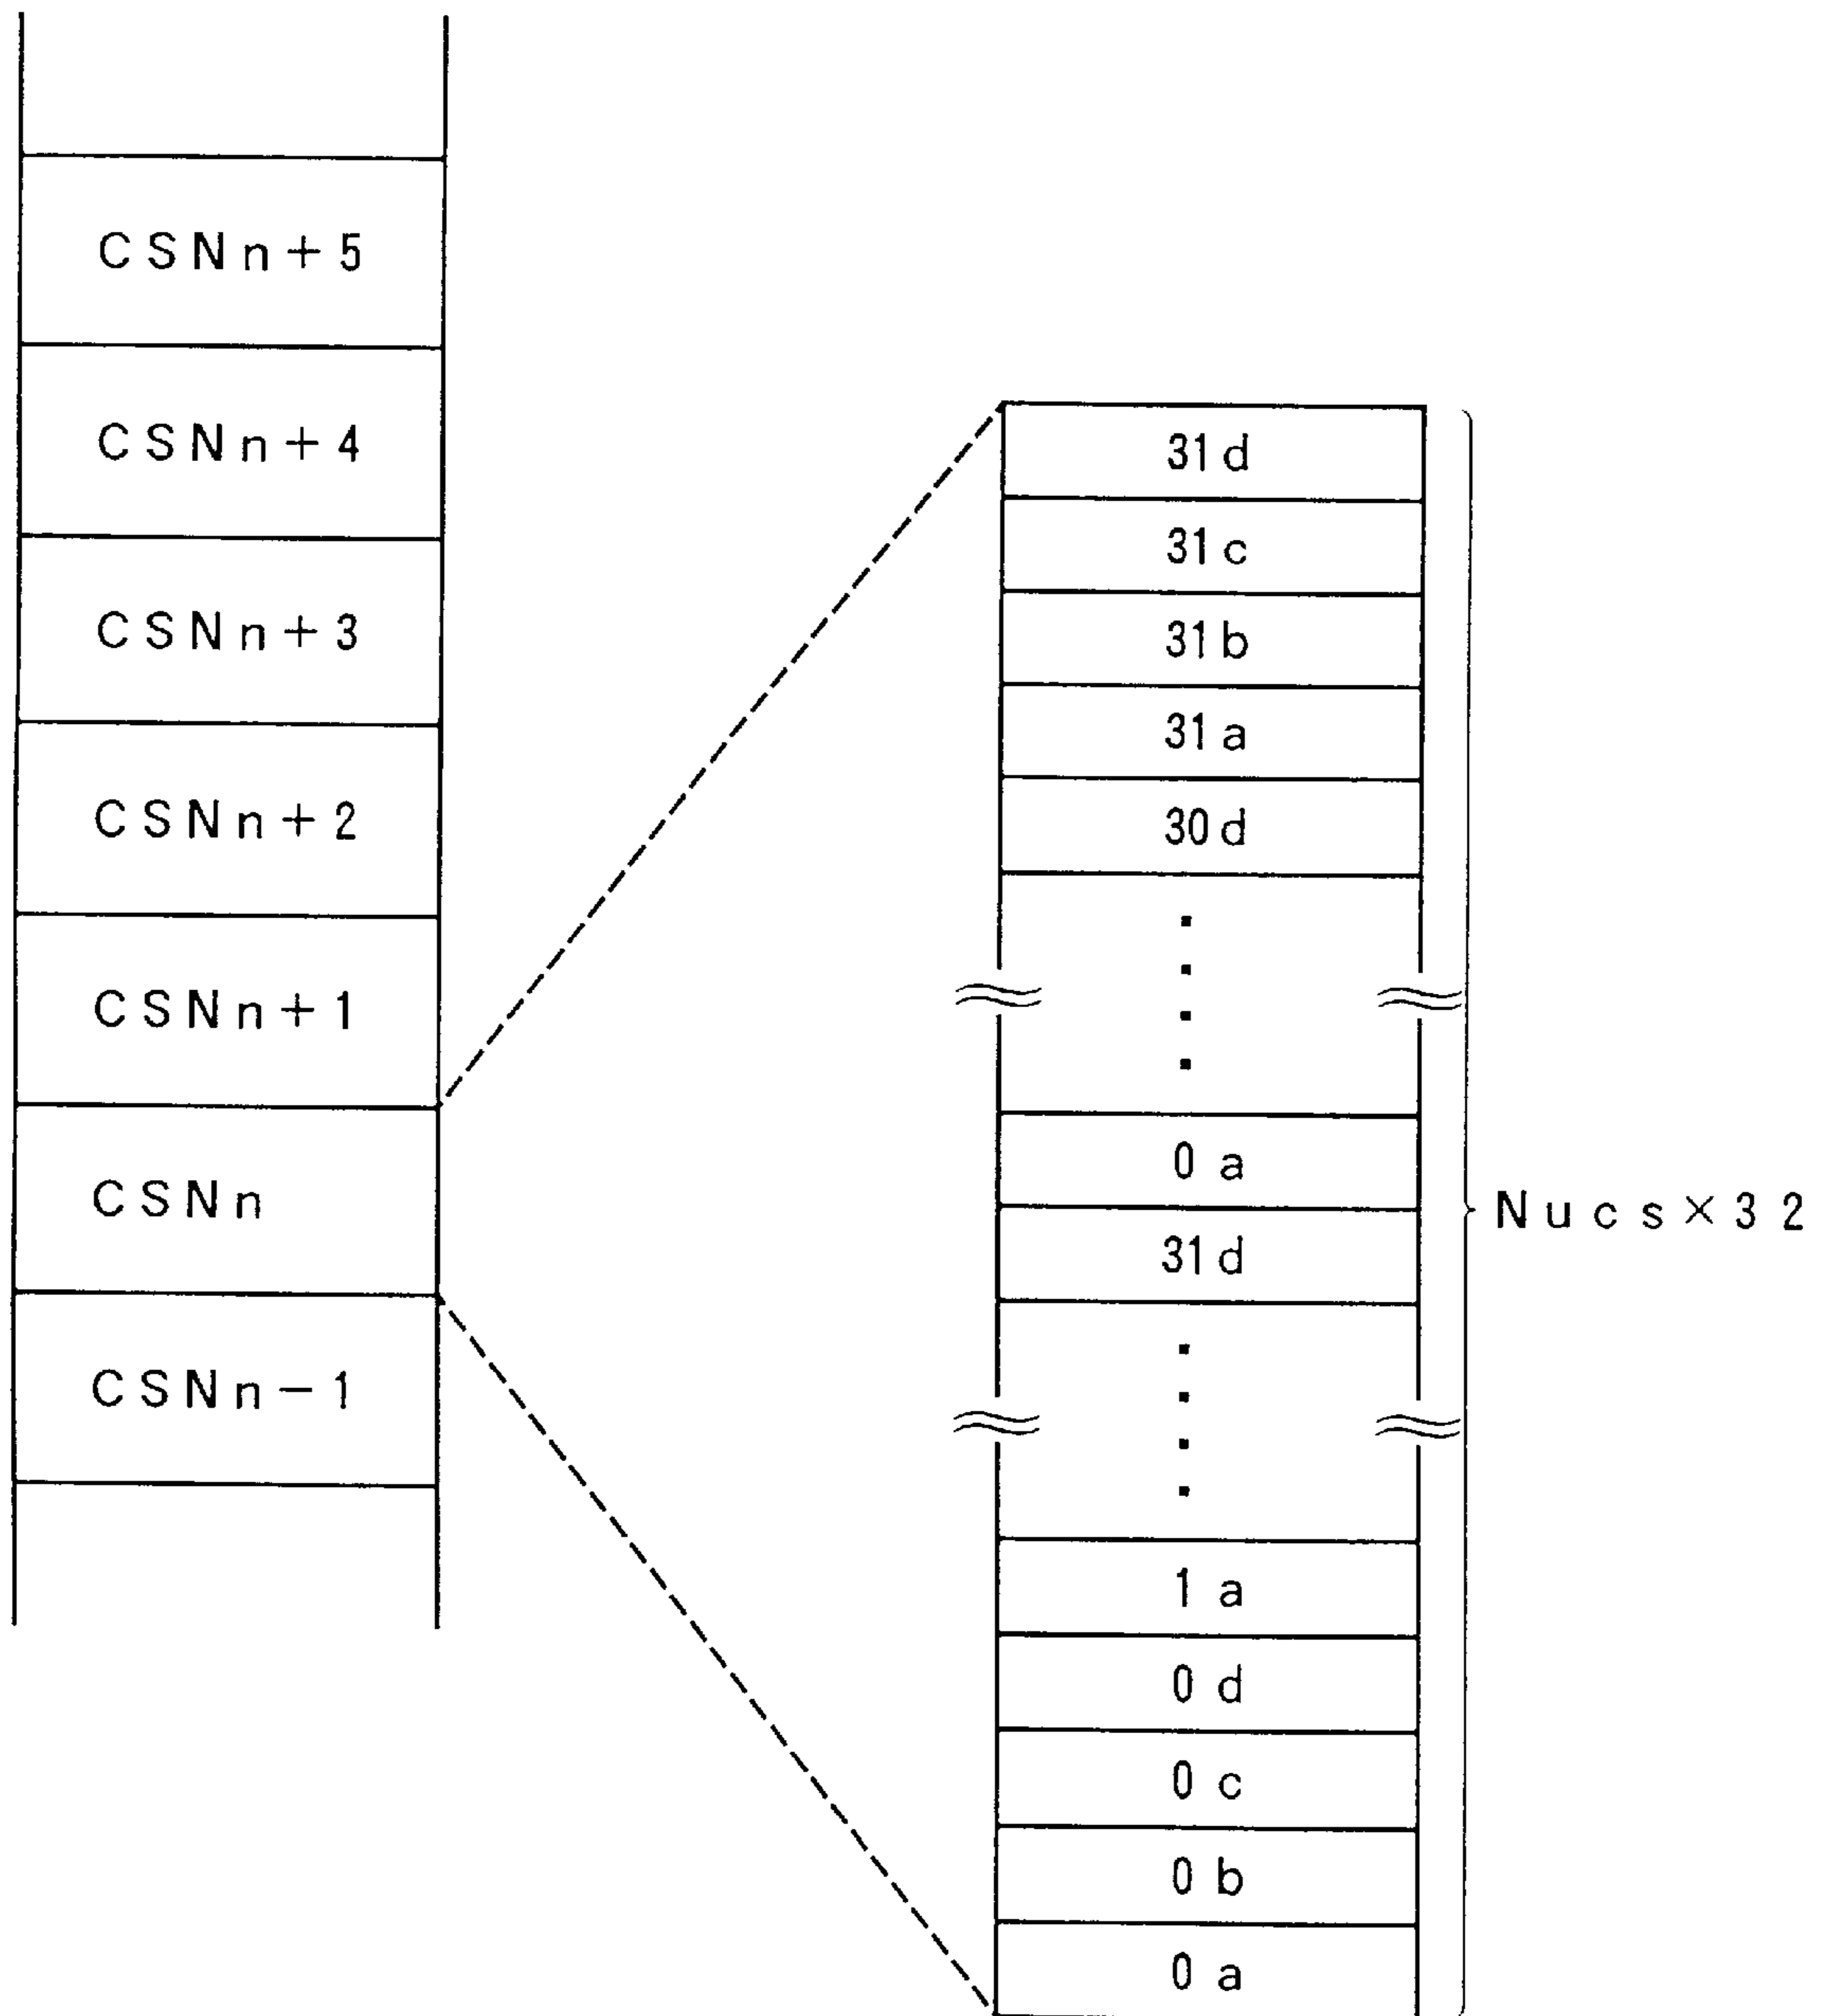 CSNn+5
CSNn+4
CSNn+3
CSNn+2
CSNn+1
CSNn
CSNn-1
31d
31c
31b
31a
30d
0a
31d
1a
0d
0c
0b
0a
Nucs×32